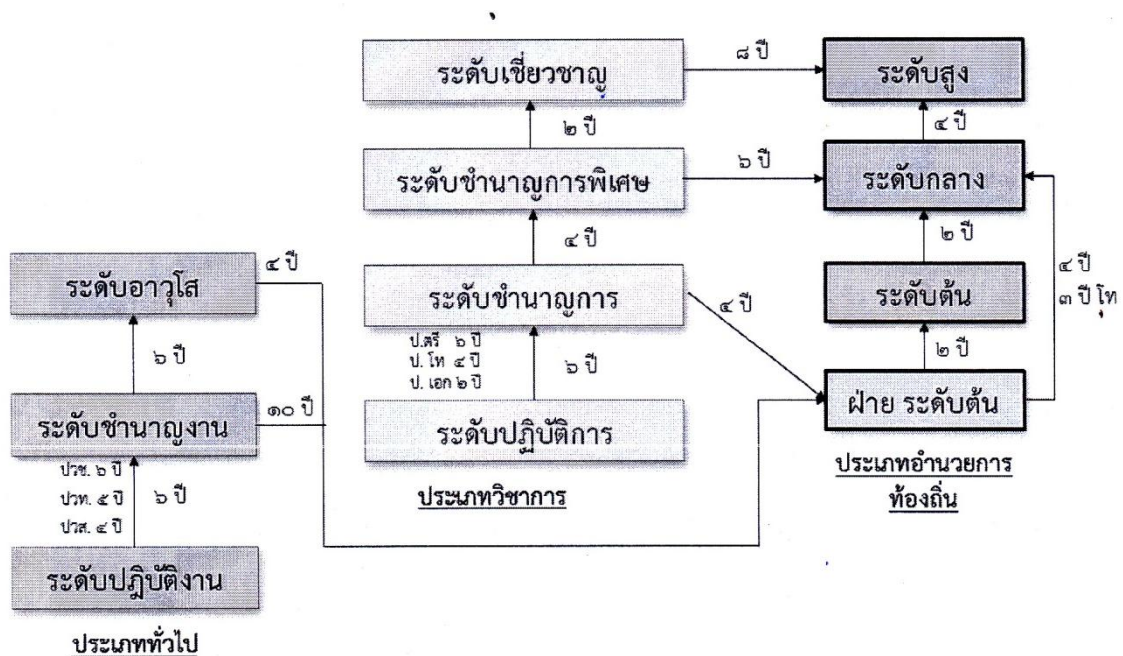 ระดับเชี่ยวชาญ
๘ ปี
ระดับสูง
๒ ปี
๔ ปี
ระดับชำนาญการพิเศษ
๖ ปี
ระดับกลาง
๔ ปี
๒ ปี
ระดับอาวุโส
๔ ปี
ระดับชำนาญการ
๔ ปี
ระดับต้น
๔ ปี
๓ ปี โท
๖ ปี
ป.ตรี ๖ ปี
ป. โท ๔ ปี
ป. เอก ๒ ปี
๖ ปี
๒ ปี
ระดับชำนาญงาน
๑๐ ปี
ระดับปฏิบัติการ
ฝ่าย ระดับต้น
ปวช. ๖ ปี
ปวท. ๕ ปี
ปวส. ๔ ปี
๖ ปี
ประเภทวิชาการ
ประเภทอำนวยการ
ท้องถิ่น
ระดับปฏิบัติงาน
ประเภททั่วไป